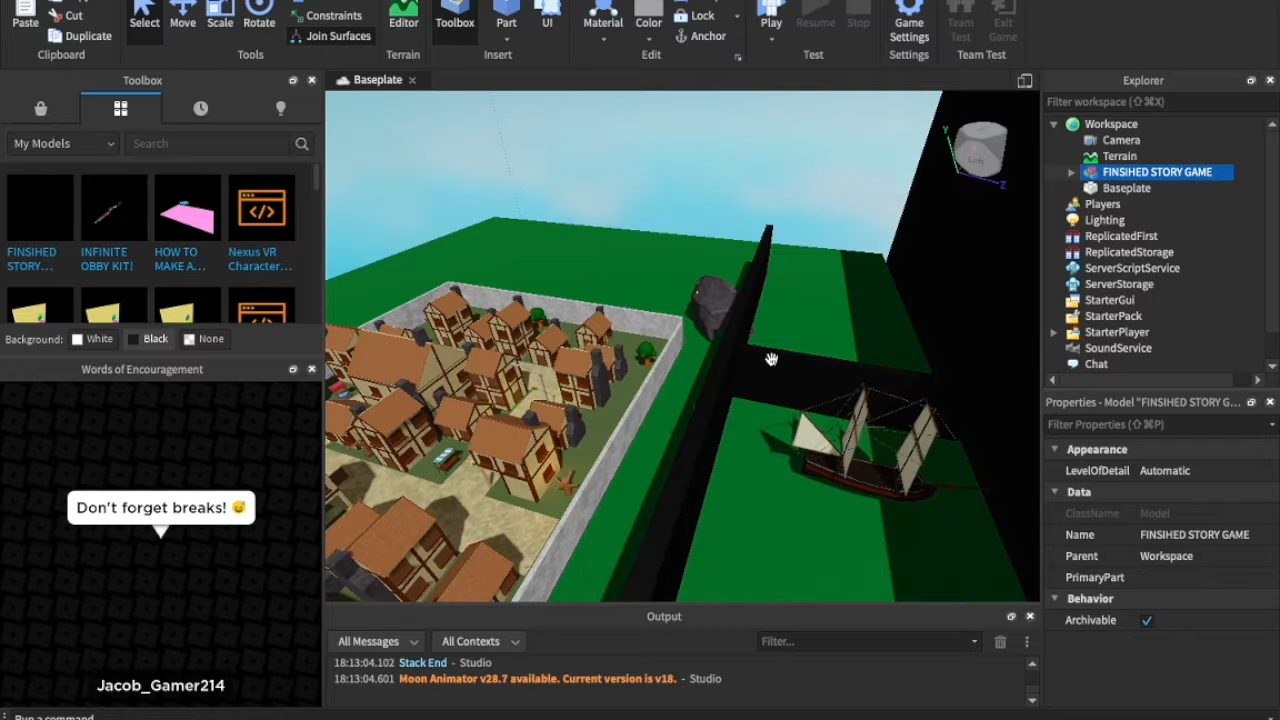 Paste
Cut
Duplicate
Clipboard
Select
Move
Scale
Rotate
Constraints
Join Surfaces
Tools
Editor
Terrain
Toolbox
Part
UI
Insert
Material
Color
Lock
Anchor
Edit
Play
Resume
Stop
Test
Game
Settings
Settings
Team
Test
Exit
Game
Team Test
Toolbox
My Models
Search
FINSIHED
STORY...
INFINITE
OBBY KIT!
HOW TO
MAKE A...
Nexus VR
Character...
Background:
White
Black
None
Words of Encouragement
Don't forget breaks! 😅
Jacob_Gamer214
Baseplate
Y
Z
Left
Output
All Messages
All Contexts
Filter...
18:13:04.102 Stack End - Studio
18:13:04.601 Moon Animator v28.7 available. Current version is v18. - Studio
Explorer
Filter workspace (⇧⌘X)
Workspace
Camera
Terrain
FINSIHED STORY GAME
Baseplate
Players
Lighting
ReplicatedFirst
ReplicatedStorage
ServerScriptService
ServerStorage
StarterGui
StarterPack
StarterPlayer
SoundService
Chat
Properties - Model "FINSIHED STORY G...
Filter Properties (⇧⌘P)
Appearance
LevelOfDetail Automatic
Data
ClassName Model
Name FINSIHED STORY GAME
Parent Workspace
PrimaryPart
Behavior
Archivable
Run a command